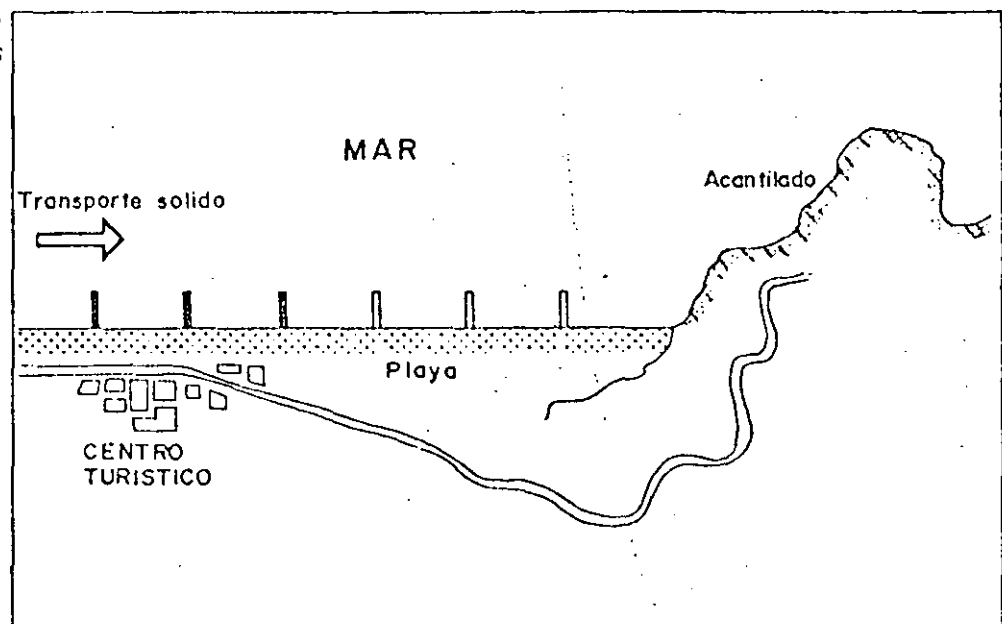 MAR
Acantilado
Transporte solido
Playa
CENTRO
TURISTICO